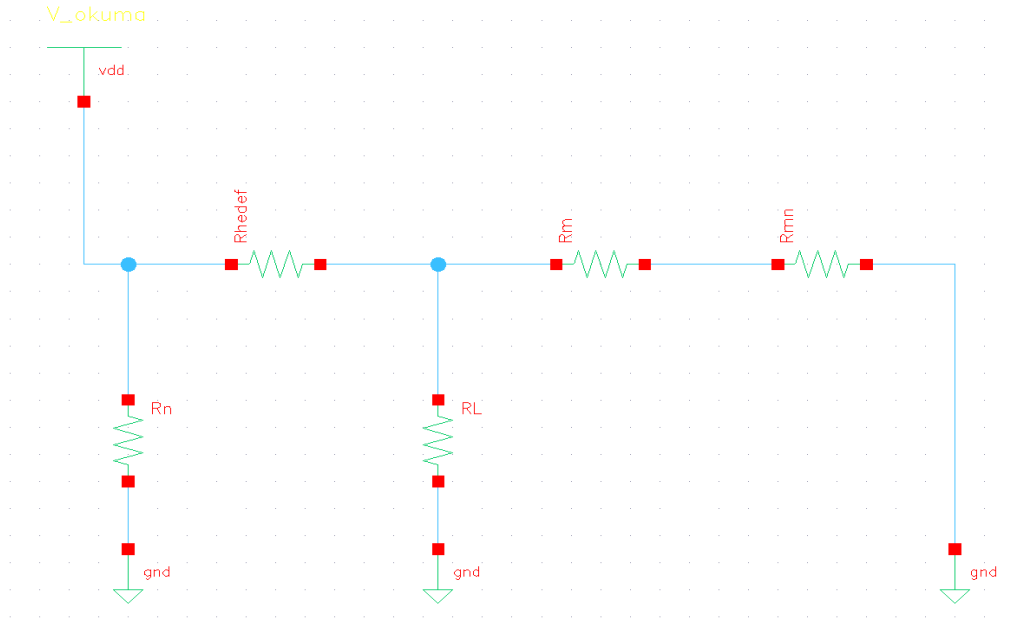 V_okuma
vdd
Rhedef
Rm
Rmn
Rn
RL
gnd
gnd
gnd